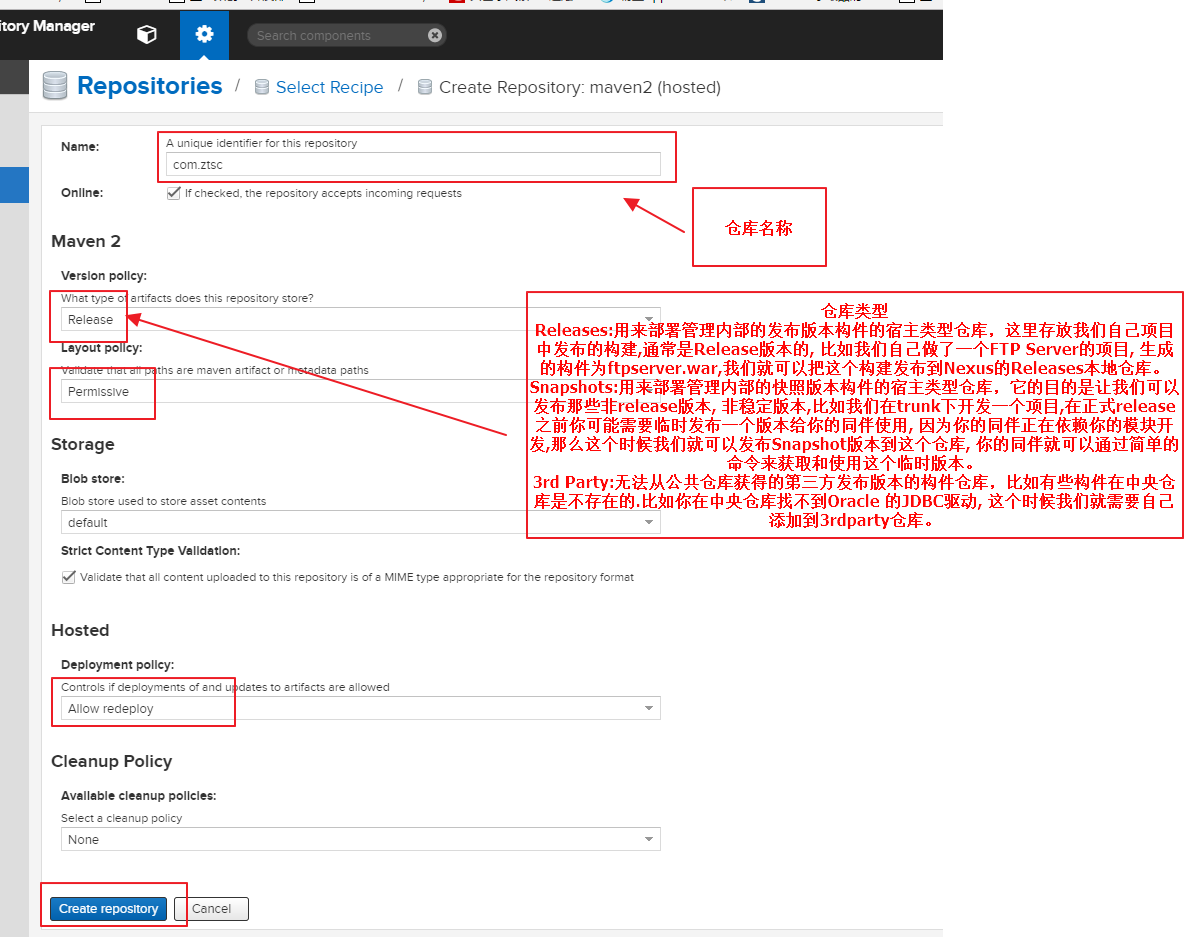 itory Manager
Search components
Repositories / Select Recipe / Create Repository: maven2 (hosted)
Name:
A unique identifier for this repository
com.ztsc
Online:
If checked, the repository accepts incoming requests
仓库名称
Maven 2
Version policy:
What type of artifacts does this repository store?
Release
Layout policy:
Validate that all paths are maven artifact or metadata paths
Permissive
仓库类型
Releases:用来部署管理内部的发布版本构件的宿主类型仓库，这里存放我们自己项目
中发布的构建,通常是Release版本的, 比如我们自己做了一个FTP Server的项目, 生成
的构件为ftpserver.war,我们就可以把这个构建发布到Nexus的Releases本地仓库。
Snapshots:用来部署管理内部的快照版本构件的宿主类型仓库，它的目的是让我们可以
发布那些非release版本, 非稳定版本,比如我们在trunk下开发一个项目,在正式release
之前你可能需要临时发布一个版本给你的同伴使用, 因为你的同伴正在依赖你的模块开
发,那么这个时候我们就可以发布Snapshot版本到这个仓库, 你的同伴就可以通过简单的
命令来获取和使用这个临时版本。
3rd Party:无法从公共仓库获得的第三方发布版本的构件仓库，比如有些构件在中央仓
库是不存在的.比如你在中央仓库找不到Oracle 的JDBC驱动, 这个时候我们就需要自己
添加到3rdparty仓库。
Storage
Blob store:
Blob store used to store asset contents
default
Strict Content Type Validation:
Validate that all content uploaded to this repository is of a MIME type appropriate for the repository format
Hosted
Deployment policy:
Controls if deployments of and updates to artifacts are allowed
Allow redeploy
Cleanup Policy
Available cleanup policies:
Select a cleanup policy
None
Create repository
Cancel